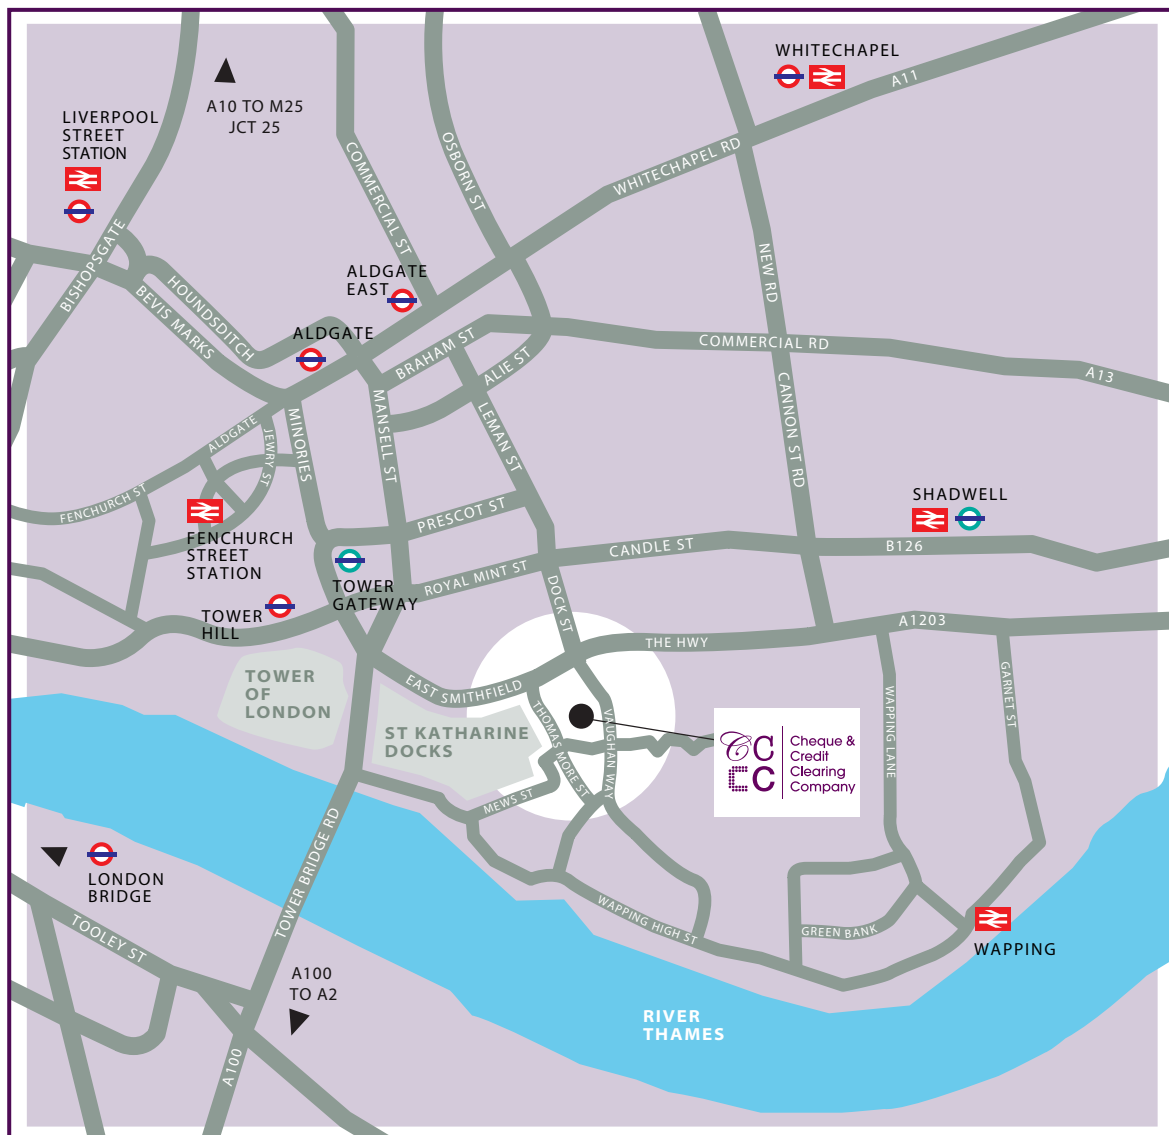 WHITECHAPEL
A11
A10 TO M25
JCT 25
LIVERPOOL
STREET
STATION
COMMERCIAL ST
OSBORN ST
WHITECHAPEL RD
BISHOPSGATE
HOUNDSDITCH
BEVIS MARKS
ALDGATE
EAST
ALDGATE
NEW RD
BRAHAM ST
ALIE ST
COMMERCIAL RD
A13
CANNON ST RD
MANSELL ST
LEMAN ST
MINORIES
ALDGATE
JEWRY ST
FENCHURCH ST
FENCHURCH
STREET
STATION
PRESCOT ST
SHADWELL
CANDLE ST
B126
ROYAL MINT ST
TOWER
GATEWAY
TOWER
HILL
DOCK ST
A1203
THE HWY
EAST SMITHFIELD
TOWER
OF
LONDON
ST KATHARINE
DOCKS
THOMAS MORE ST
VAUGHAN WAY
WAPPING LANE
GARNET ST
CC
CC
Cheque &
Credit
Clearing
Company
MEWS ST
TOWER BRIDGE RD
LONDON
BRIDGE
TOOLEY ST
WAPPING HIGH ST
GREEN BANK
WAPPING
A100
TO A2
RIVER
THAMES
A100